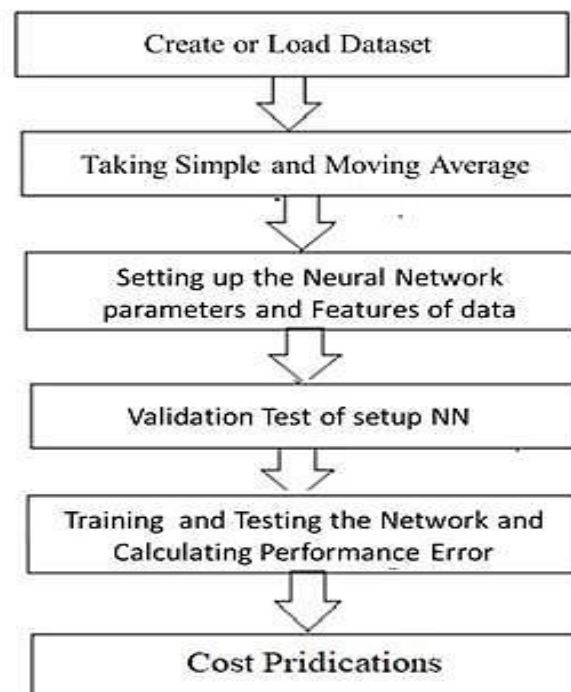 Create or Load Dataset
Taking Simple and Moving Average
Setting up the Neural Network
parameters and Features of data
Validation Test of setup NN
Training and Testing the Network and
Calculating Performance Error
Cost Pridications